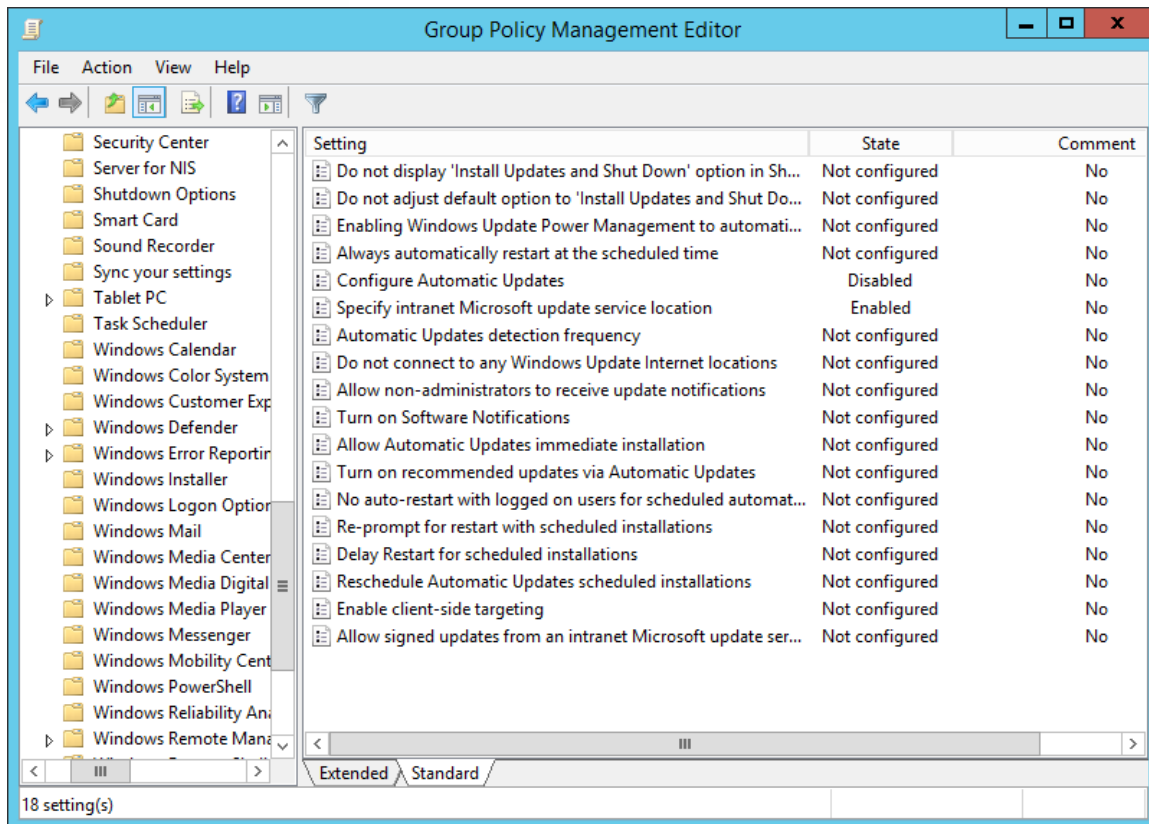 Group Policy Management Editor
File Action View Help
Security Center
Server for NIS
Shutdown Options
Smart Card
Sound Recorder
Sync your settings
Tablet PC
Task Scheduler
Windows Calendar
Windows Color System
Windows Customer Exp
Windows Defender
Windows Error Reportin
Windows Installer
Windows Logon Option
Windows Mail
Windows Media Center
Windows Media Digital
Windows Media Player
Windows Messenger
Windows Mobility Cent
Windows PowerShell
Windows Reliability Ana
Windows Remote Mana
Setting State Comment
Do not display 'Install Updates and Shut Down' option in Sh... Not configured No
Do not adjust default option to 'Install Updates and Shut Do... Not configured No
Enabling Windows Update Power Management to automati... Not configured No
Always automatically restart at the scheduled time Not configured No
Configure Automatic Updates Disabled No
Specify intranet Microsoft update service location Enabled No
Automatic Updates detection frequency Not configured No
Do not connect to any Windows Update Internet locations Not configured No
Allow non-administrators to receive update notifications Not configured No
Turn on Software Notifications Not configured No
Allow Automatic Updates immediate installation Not configured No
Turn on recommended updates via Automatic Updates Not configured No
No auto-restart with logged on users for scheduled automat... Not configured No
Re-prompt for restart with scheduled installations Not configured No
Delay Restart for scheduled installations Not configured No
Reschedule Automatic Updates scheduled installations Not configured No
Enable client-side targeting Not configured No
Allow signed updates from an intranet Microsoft update ser... Not configured No
Extended Standard
18 setting(s)